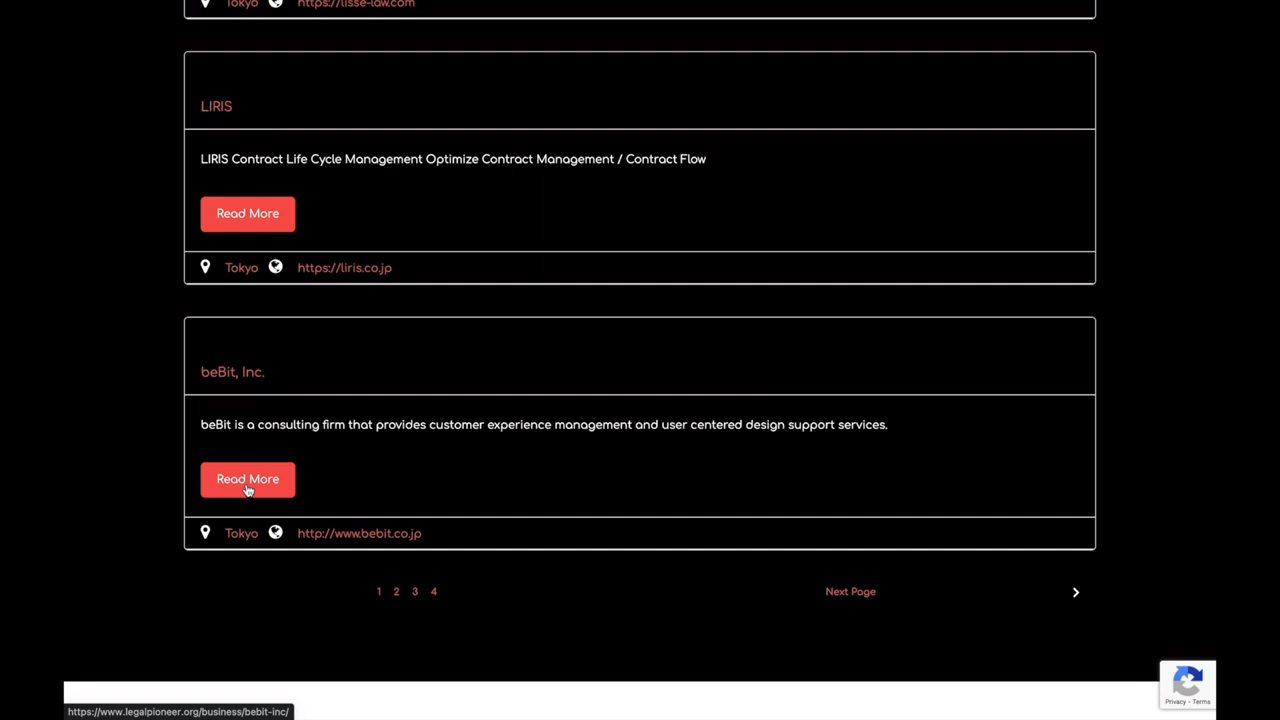 Tokyo https://lisse-law.com
LIRIS
LIRIS Contract Life Cycle Management Optimize Contract Management / Contract Flow
Read More
Tokyo https://liris.co.jp
beBit, Inc.
beBit is a consulting firm that provides customer experience management and user centered design support services.
Read More
Tokyo http://www.bebit.co.jp
1 2 3 4 Next Page
Privacy - Terms
https://www.legalpioneer.org/business/bebit-inc/